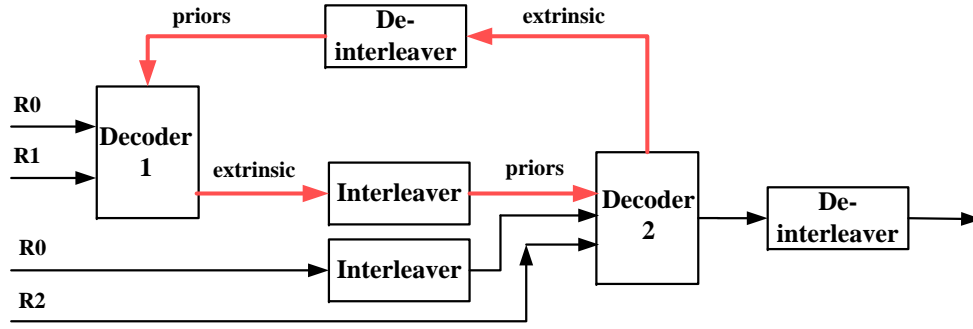 priors
De-
interleaver
extrinsic
R0
R1
Decoder
1
extrinsic
Interleaver
priors
Decoder
2
De-
interleaver
R0
Interleaver
R2